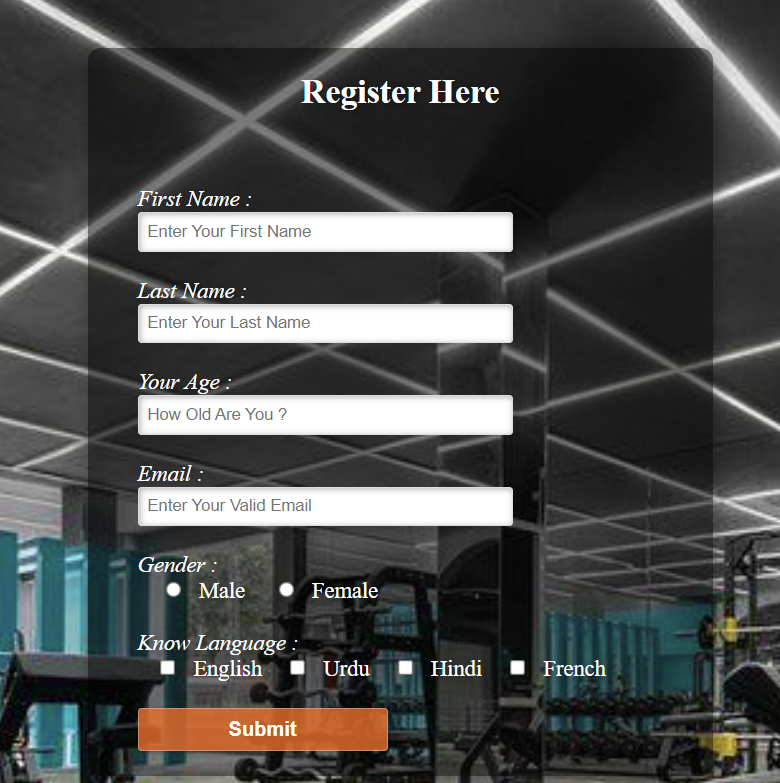 Register Here
First Name :
Enter Your First Name
Last Name :
Enter Your Last Name
Your Age :
How Old Are You ?
Email :
Enter Your Valid Email
Gender :
Male Female
Know Language :
English Urdu Hindi French
Submit